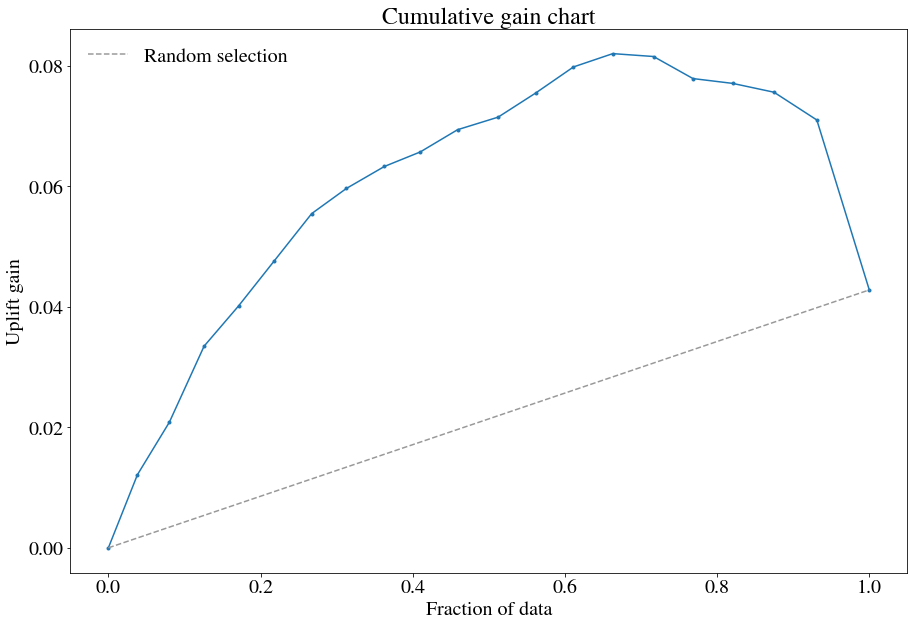 Cumulative gain chart
Random selection
0.08
0.06
0.04
0.02
0.00
Uplift gain
0.0 0.2 0.4 0.6 0.8 1.0
Fraction of data